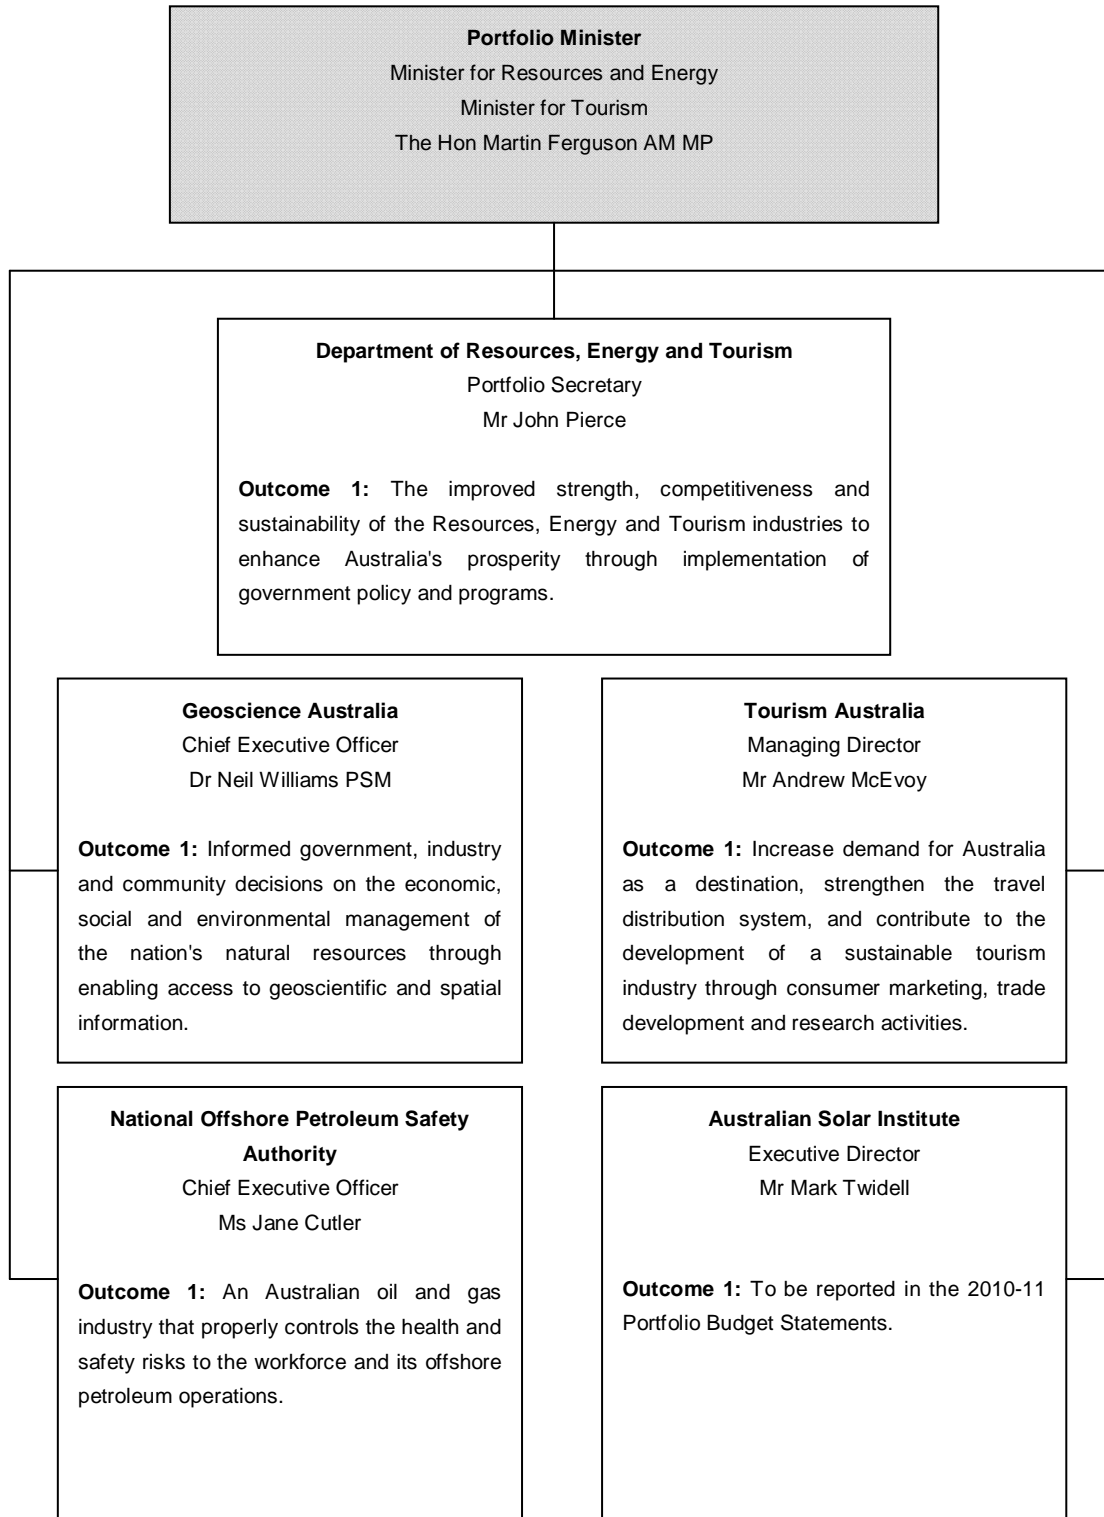 Portfolio Minister
Minister for Resources and Energy
Minister for Tourism
The Hon Martin Ferguson AM MP
Department of Resources, Energy and Tourism
Portfolio Secretary
Mr John Pierce
Outcome 1: The improved strength, competitiveness and
sustainability of the Resources, Energy and Tourism industries to
enhance Australia's prosperity through implementation of
government policy and programs.
Geoscience Australia
Chief Executive Officer
Dr Neil Williams PSM
Outcome 1: Informed government, industry
and community decisions on the economic,
social and environmental management of
the nation's natural resources through
enabling access to geoscientific and spatial
information.
Tourism Australia
Managing Director
Mr Andrew McEvoy
Outcome 1: Increase demand for Australia
as a destination, strengthen the travel
distribution system, and contribute to the
development of a sustainable tourism
industry through consumer marketing, trade
development and research activities.
National Offshore Petroleum Safety
Authority
Chief Executive Officer
Ms Jane Cutler
Outcome 1: An Australian oil and gas
industry that properly controls the health and
safety risks to the workforce and its offshore
petroleum operations.
Australian Solar Institute
Executive Director
Mr Mark Twidell
Outcome 1: To be reported in the 2010-11
Portfolio Budget Statements.